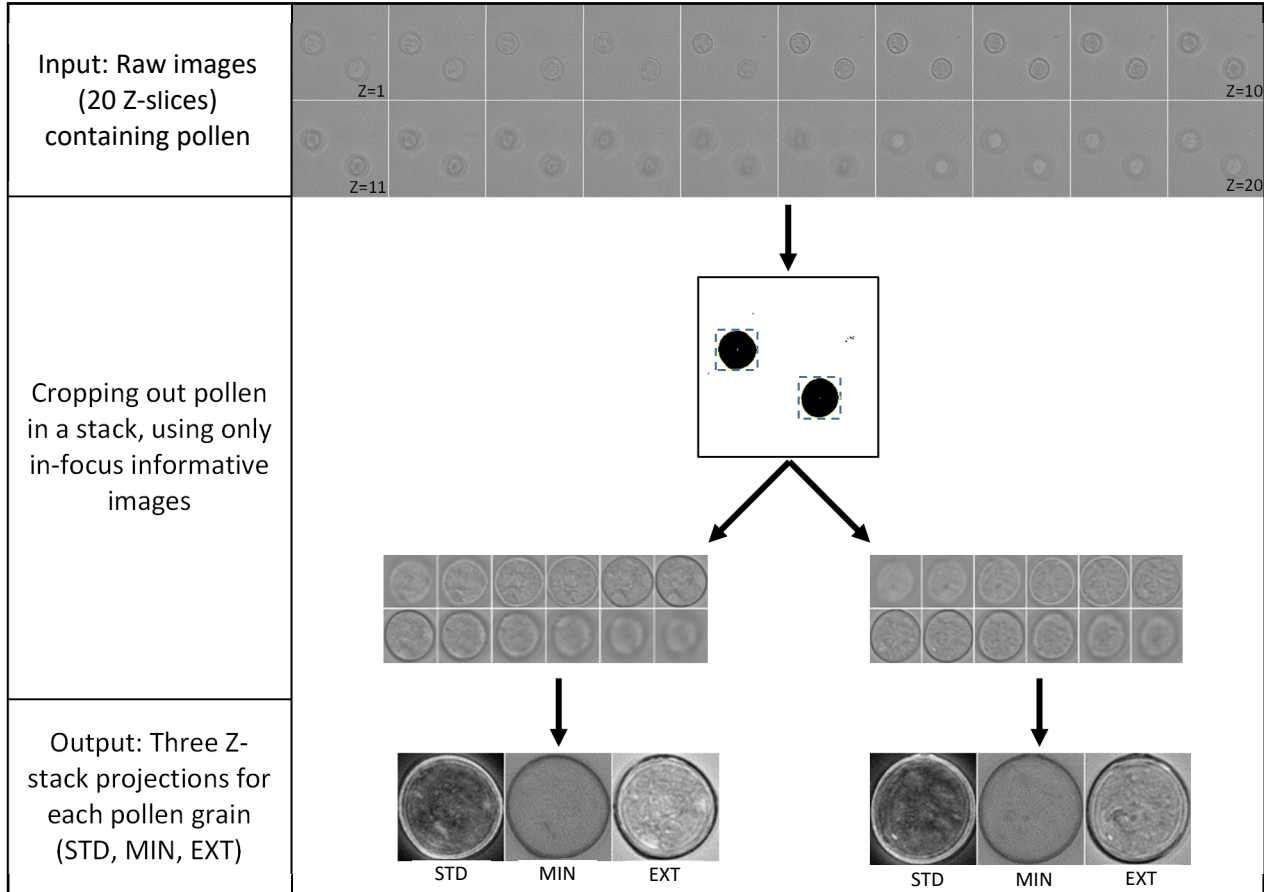 Input: Raw images
(20 Z-slices)
containing pollen
Z=1
Z=10
Z=11
Z=20
Cropping out pollen
in a stack, using only
in-focus informative
images
Output: Three Z-
stack projections for
each pollen grain
(STD, MIN, EXT)
STD
MIN
EXT
STD
MIN
EXT